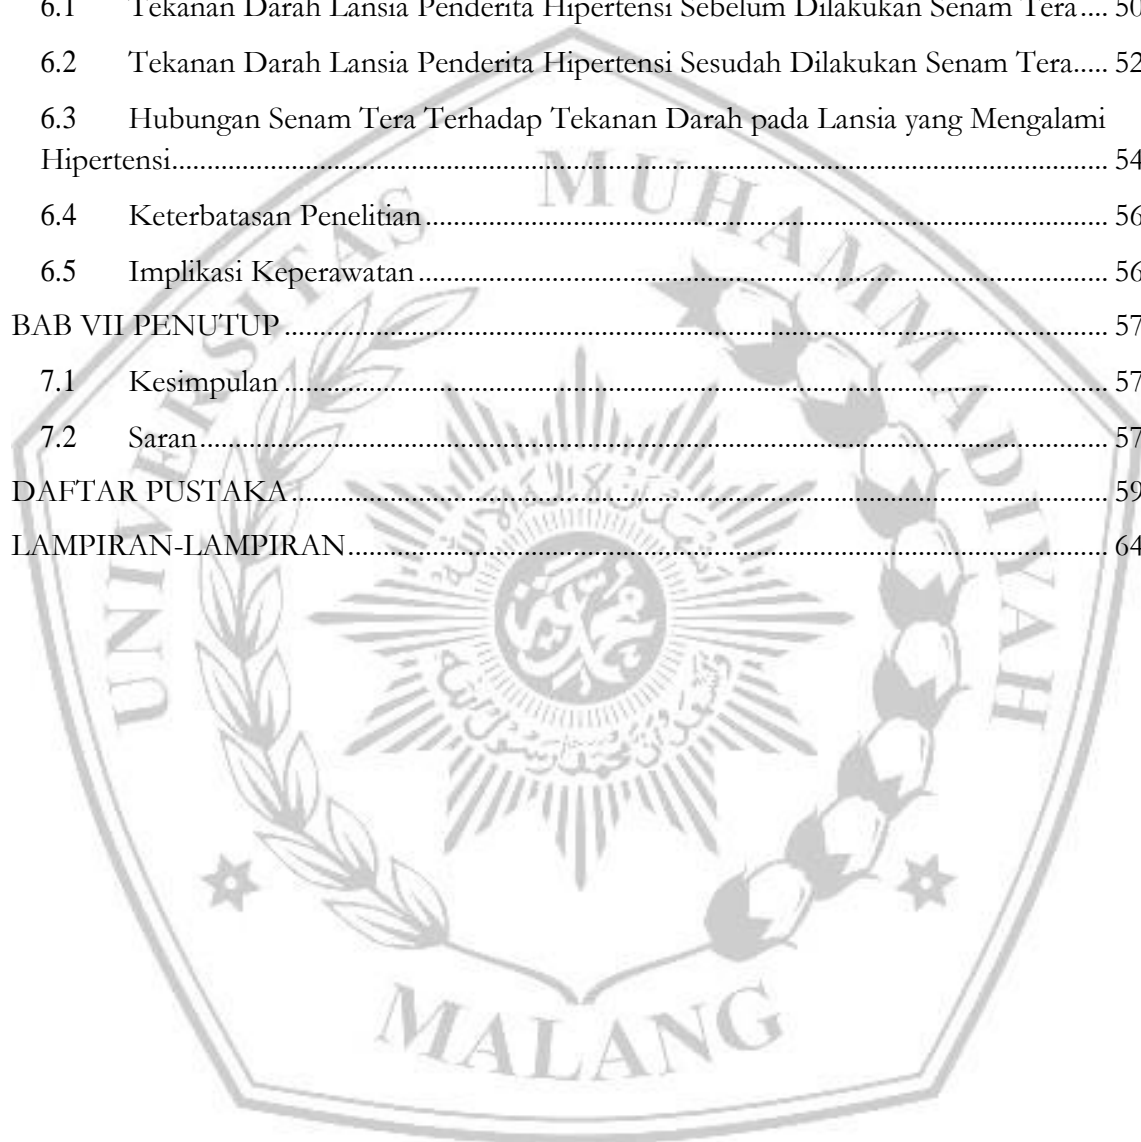 6.1 Tekanan Darah Lansia Penderita Hipertensi Sebelum Dilakukan Senam Tera.... 50
6.2 Tekanan Darah Lansia Penderita Hipertensi Sesudah Dilakukan Senam Tera..... 52
6.3 Hubungan Senam Tera Terhadap Tekanan Darah pada Lansia yang Mengalami
Hipertensi........ 54
6.4 Keterbatasan Penelitian........ 56
6.5 Implikasi Keperawatan........ 56
BAB VII PENUTUP........ 57
7.1 Kesimpulan........ 57
7.2 Saran........ 57
DAFTAR PUSTAKA........ 59
LAMPIRAN-LAMPIRAN........ 64
UNIVERSITAS MUHAMMADIYAH
MALANG